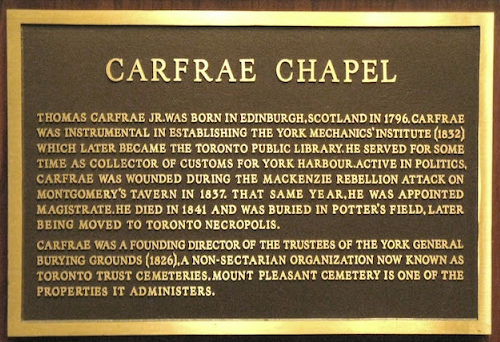 CARFRAE CHAPEL
THOMAS CARFRAE JR.WAS BORN IN EDINBURGH,SCOTLAND IN 1796.CARFRAE
WAS INSTRUMENTAL IN ESTABLISHING THE YORK MECHANICS' INSTITUTE (1832)
WHICH LATER BECAME THE TORONTO PUBLIC LIBRARY.HE SERVED FOR SOME
TIME AS COLLECTOR OF CUSTOMS FOR YORK HARBOUR.ACTIVE IN POLITICS,
CARFRAE WAS WOUNDED DURING THE MACKENZIE REBELLION ATTACK ON
MONTGOMERY'S TAVERN IN 1837. THAT SAME YEAR,HE WAS APPOINTED
MAGISTRATE.HE DIED IN 1841 AND WAS BURIED IN POTTER'S FIELD, LATER
BEING MOVED TO TORONTO NECROPOLIS.
CARFRAE WAS A FOUNDING DIRECTOR OF THE TRUSTEES OF THE YORK GENERAL
BURYING GROUNDS (1826),A NON-SECTARIAN ORGANIZATION NOW KNOWN AS
TORONTO TRUST CEMETERIES.MOUNT PLEASANT CEMETERY IS ONE OF THE
PROPERTIES IT ADMINISTERS.